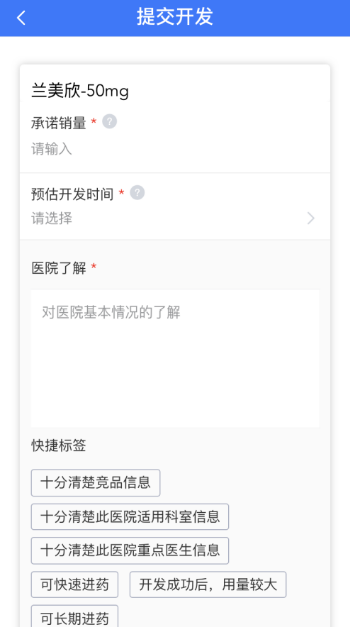 提交开发
兰美欣-50mg
承诺销量 * ?
请输入
预估开发时间 * ?
请选择
医院了解 *
对医院基本情况的了解
快捷标签
十分清楚竞品信息
十分清楚此医院适用科室信息
十分清楚此医院重点医生信息
可快速进药 开发成功后，用量较大
可长期进药